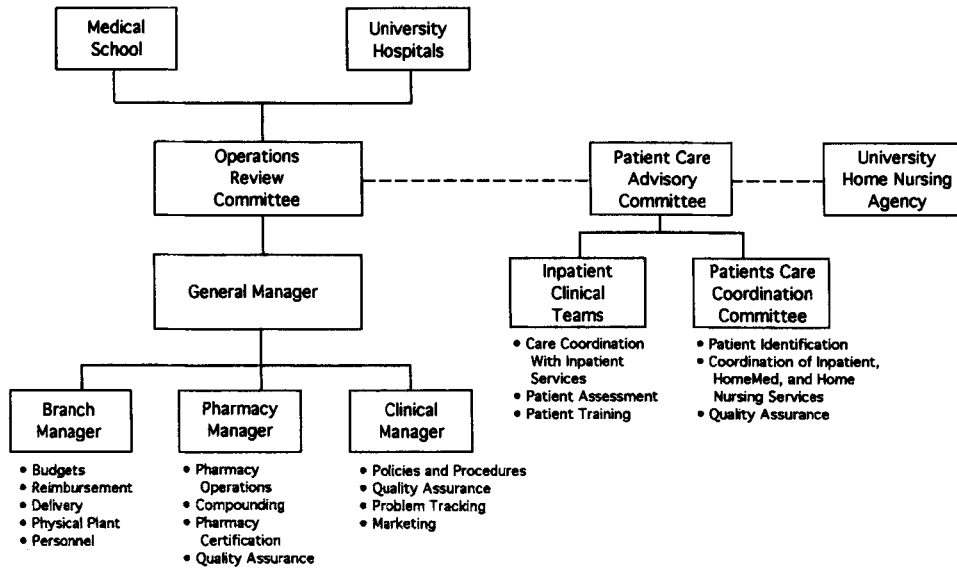 Medical
School
University
Hospitals
Operations
Review
Committee
Patient Care
Advisory
Committee
University
Home Nursing
Agency
General Manager
Inpatient
Clinical
Teams
Patients Care
Coordination
Committee
• Care Coordination
With Inpatient
Services
• Patient Assessment
• Patient Training
• Patient Identification
• Coordination of Inpatient,
HomeMed, and Home
Nursing Services
• Quality Assurance
Branch
Manager
Pharmacy
Manager
Clinical
Manager
• Budgets
• Reimbursement
• Delivery
• Physical Plant
• Personnel
• Pharmacy
Operations
• Compounding
• Pharmacy
Certification
• Quality Assurance
• Policies and Procedures
• Quality Assurance
• Problem Tracking
• Marketing